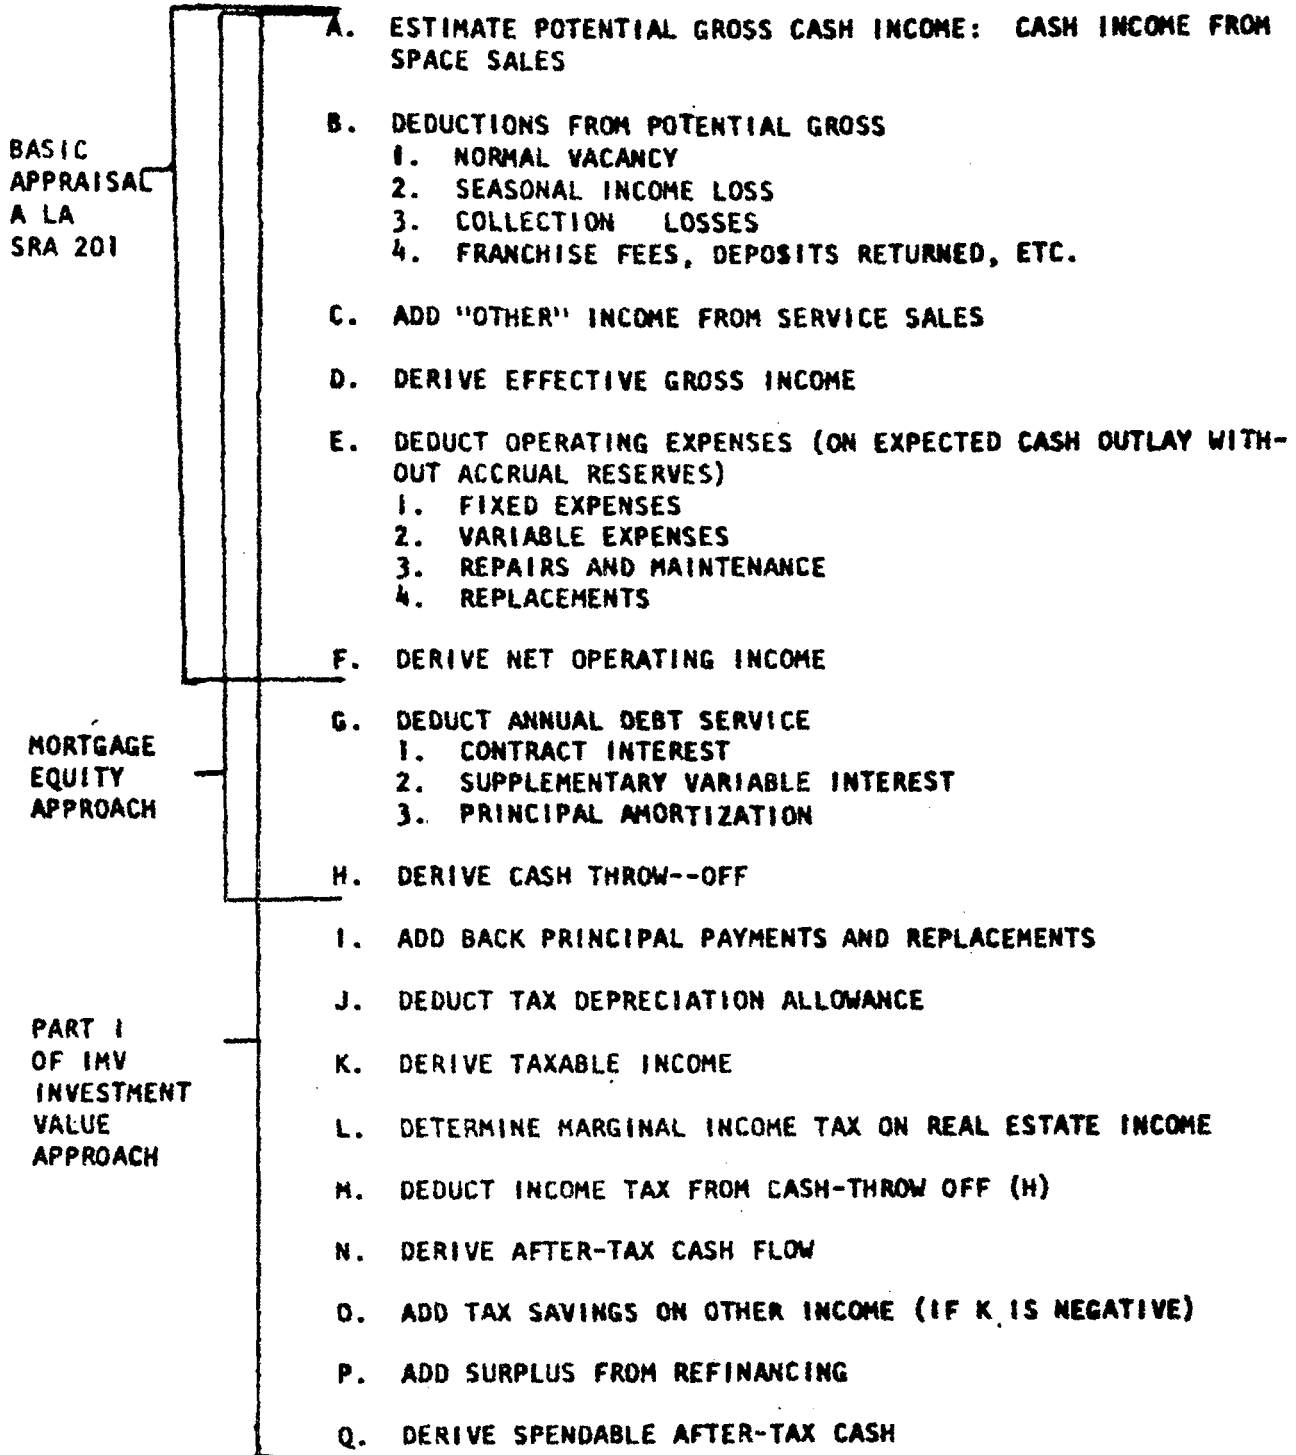 A. ESTIMATE POTENTIAL GROSS CASH INCOME: CASH INCOME FROM
SPACE SALES
B. DEDUCTIONS FROM POTENTIAL GROSS
1. NORMAL VACANCY
2. SEASONAL INCOME LOSS
3. COLLECTION LOSSES
4. FRANCHISE FEES, DEPOSITS RETURNED, ETC.
BASIC
APPRAISAL
A LA
SRA 201
C. ADD "OTHER" INCOME FROM SERVICE SALES
D. DERIVE EFFECTIVE GROSS INCOME
E. DEDUCT OPERATING EXPENSES (ON EXPECTED CASH OUTLAY WITH-
OUT ACCRUAL RESERVES)
1. FIXED EXPENSES
2. VARIABLE EXPENSES
3. REPAIRS AND MAINTENANCE
4. REPLACEMENTS
F. DERIVE NET OPERATING INCOME
G. DEDUCT ANNUAL DEBT SERVICE
1. CONTRACT INTEREST
2. SUPPLEMENTARY VARIABLE INTEREST
3. PRINCIPAL AMORTIZATION
MORTGAGE
EQUITY
APPROACH
H. DERIVE CASH THROW--OFF
I. ADD BACK PRINCIPAL PAYMENTS AND REPLACEMENTS
J. DEDUCT TAX DEPRECIATION ALLOWANCE
PART I
OF IMV
INVESTMENT
VALUE
APPROACH
K. DERIVE TAXABLE INCOME
L. DETERMINE MARGINAL INCOME TAX ON REAL ESTATE INCOME
M. DEDUCT INCOME TAX FROM CASH-THROW OFF (H)
N. DERIVE AFTER-TAX CASH FLOW
O. ADD TAX SAVINGS ON OTHER INCOME (IF K IS NEGATIVE)
P. ADD SURPLUS FROM REFINANCING
Q. DERIVE SPENDABLE AFTER-TAX CASH